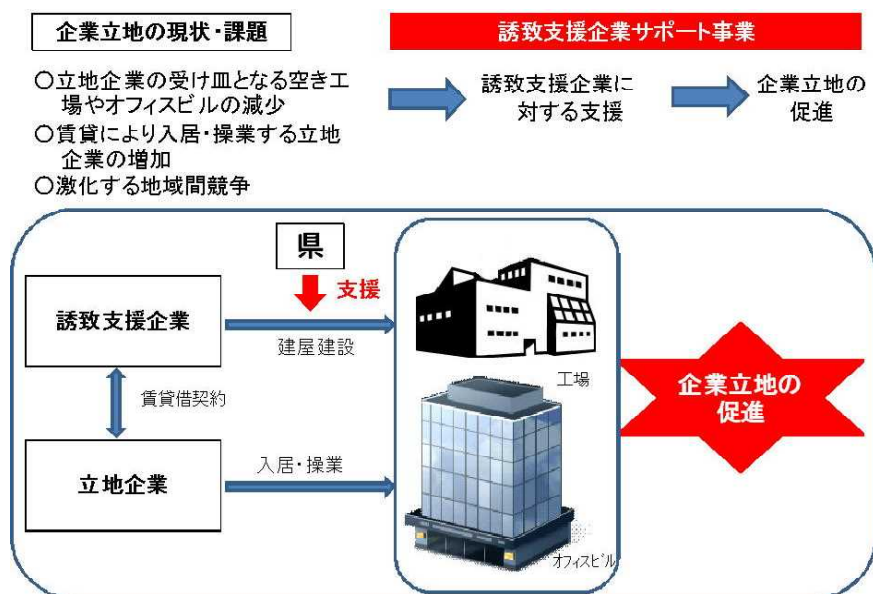 企業立地の現状・課題
誘致支援企業サポート事業
○立地企業の受け皿となる空き工
場やオフィスビルの減少
○賃貸により入居・操業する立地
企業の増加
○激化する地域間競争
誘致支援企業に
対する支援
企業立地の
促進
県
支援
誘致支援企業
建屋建設
工場
賃貸借契約
企業立地の
促進
立地企業
入居・操業
オフィスビル